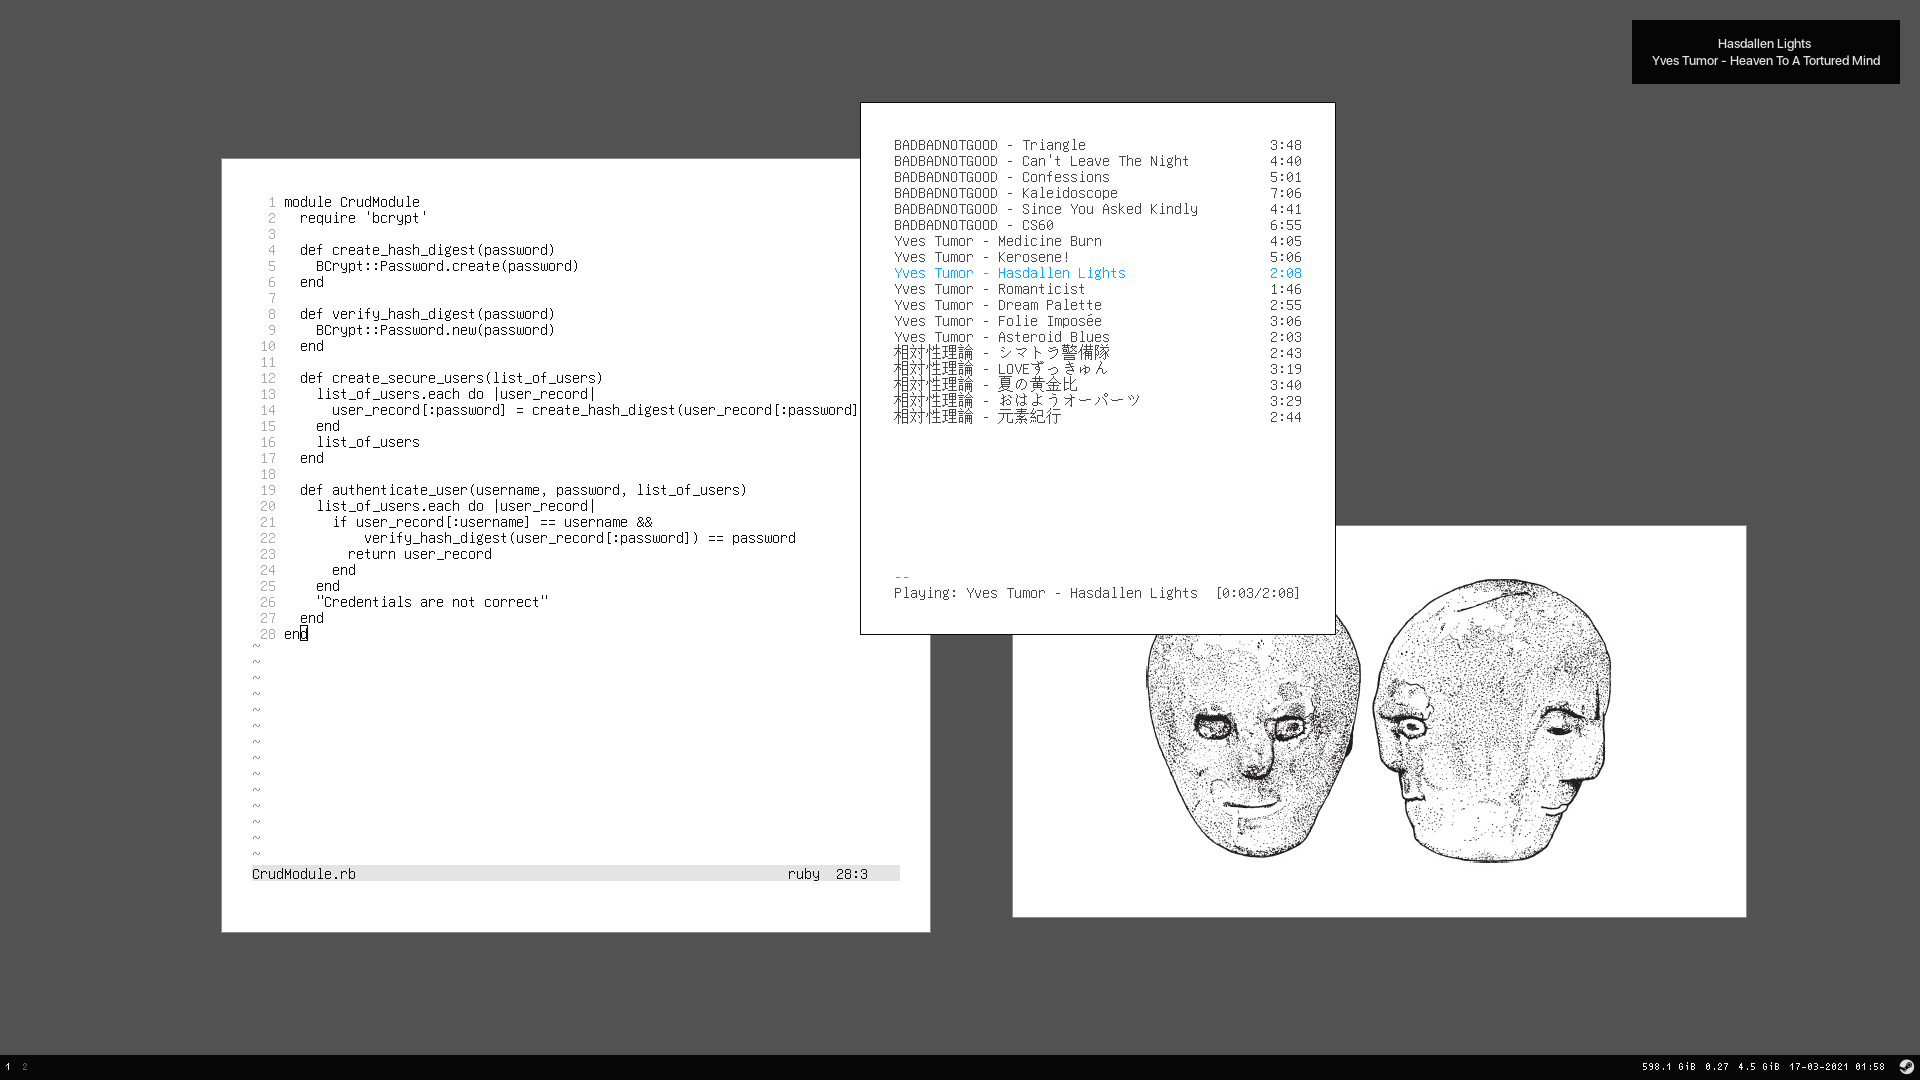 Hasdallen Lights
Yves Tumor - Heaven To A Tortured Mind
BADBADNOTGOOD - Triangle 3:48
BADBADNOTGOOD - Can't Leave The Night 4:40
BADBADNOTGOOD - Confessions 5:01
BADBADNOTGOOD - Kaleidoscope 7:06
BADBADNOTGOOD - Since You Asked Kindly 4:41
BADBADNOTGOOD - CS60 6:55
Yves Tumor - Medicine Burn 4:05
Yves Tumor - Kerosene! 5:06
Yves Tumor - Hasdallen Lights 2:08
Yves Tumor - Romanticist 1:46
Yves Tumor - Dream Palette 2:55
Yves Tumor - Folie Imposée 3:06
Yves Tumor - Asteroid Blues 2:03
相対性理論 - シマトラ警備隊 2:43
相対性理論 - LOVEずっきゅん 3:19
相対性理論 - 夏の黄金比 3:40
相対性理論 - おはようオーパーツ 3:29
相対性理論 - 元素紀行 2:44
--
Playing: Yves Tumor - Hasdallen Lights [0:03/2:08]
1 module CrudModule
2 require 'bcrypt'
3
4 def create_hash_digest(password)
5 BCrypt::Password.create(password)
6 end
7
8 def verify_hash_digest(password)
9 BCrypt::Password.new(password)
10 end
11
12 def create_secure_users(list_of_users)
13 list_of_users.each do |user_record|
14 user_record[:password] = create_hash_digest(user_record[:password]
15 end
16 list_of_users
17 end
18
19 def authenticate_user(username, password, list_of_users)
20 list_of_users.each do |user_record|
21 if user_record[:username] == username &&
22 verify_hash_digest(user_record[:password]) == password
23 return user_record
24 end
25 end
26 "Credentials are not correct"
27 end
28 end
~
~
~
~
~
~
~
~
~
~
~
~
~
~
CrudModule.rb ruby 28:3
1 2 598.1 GiB 0.27 4.5 GiB 17-03-2021 01:58